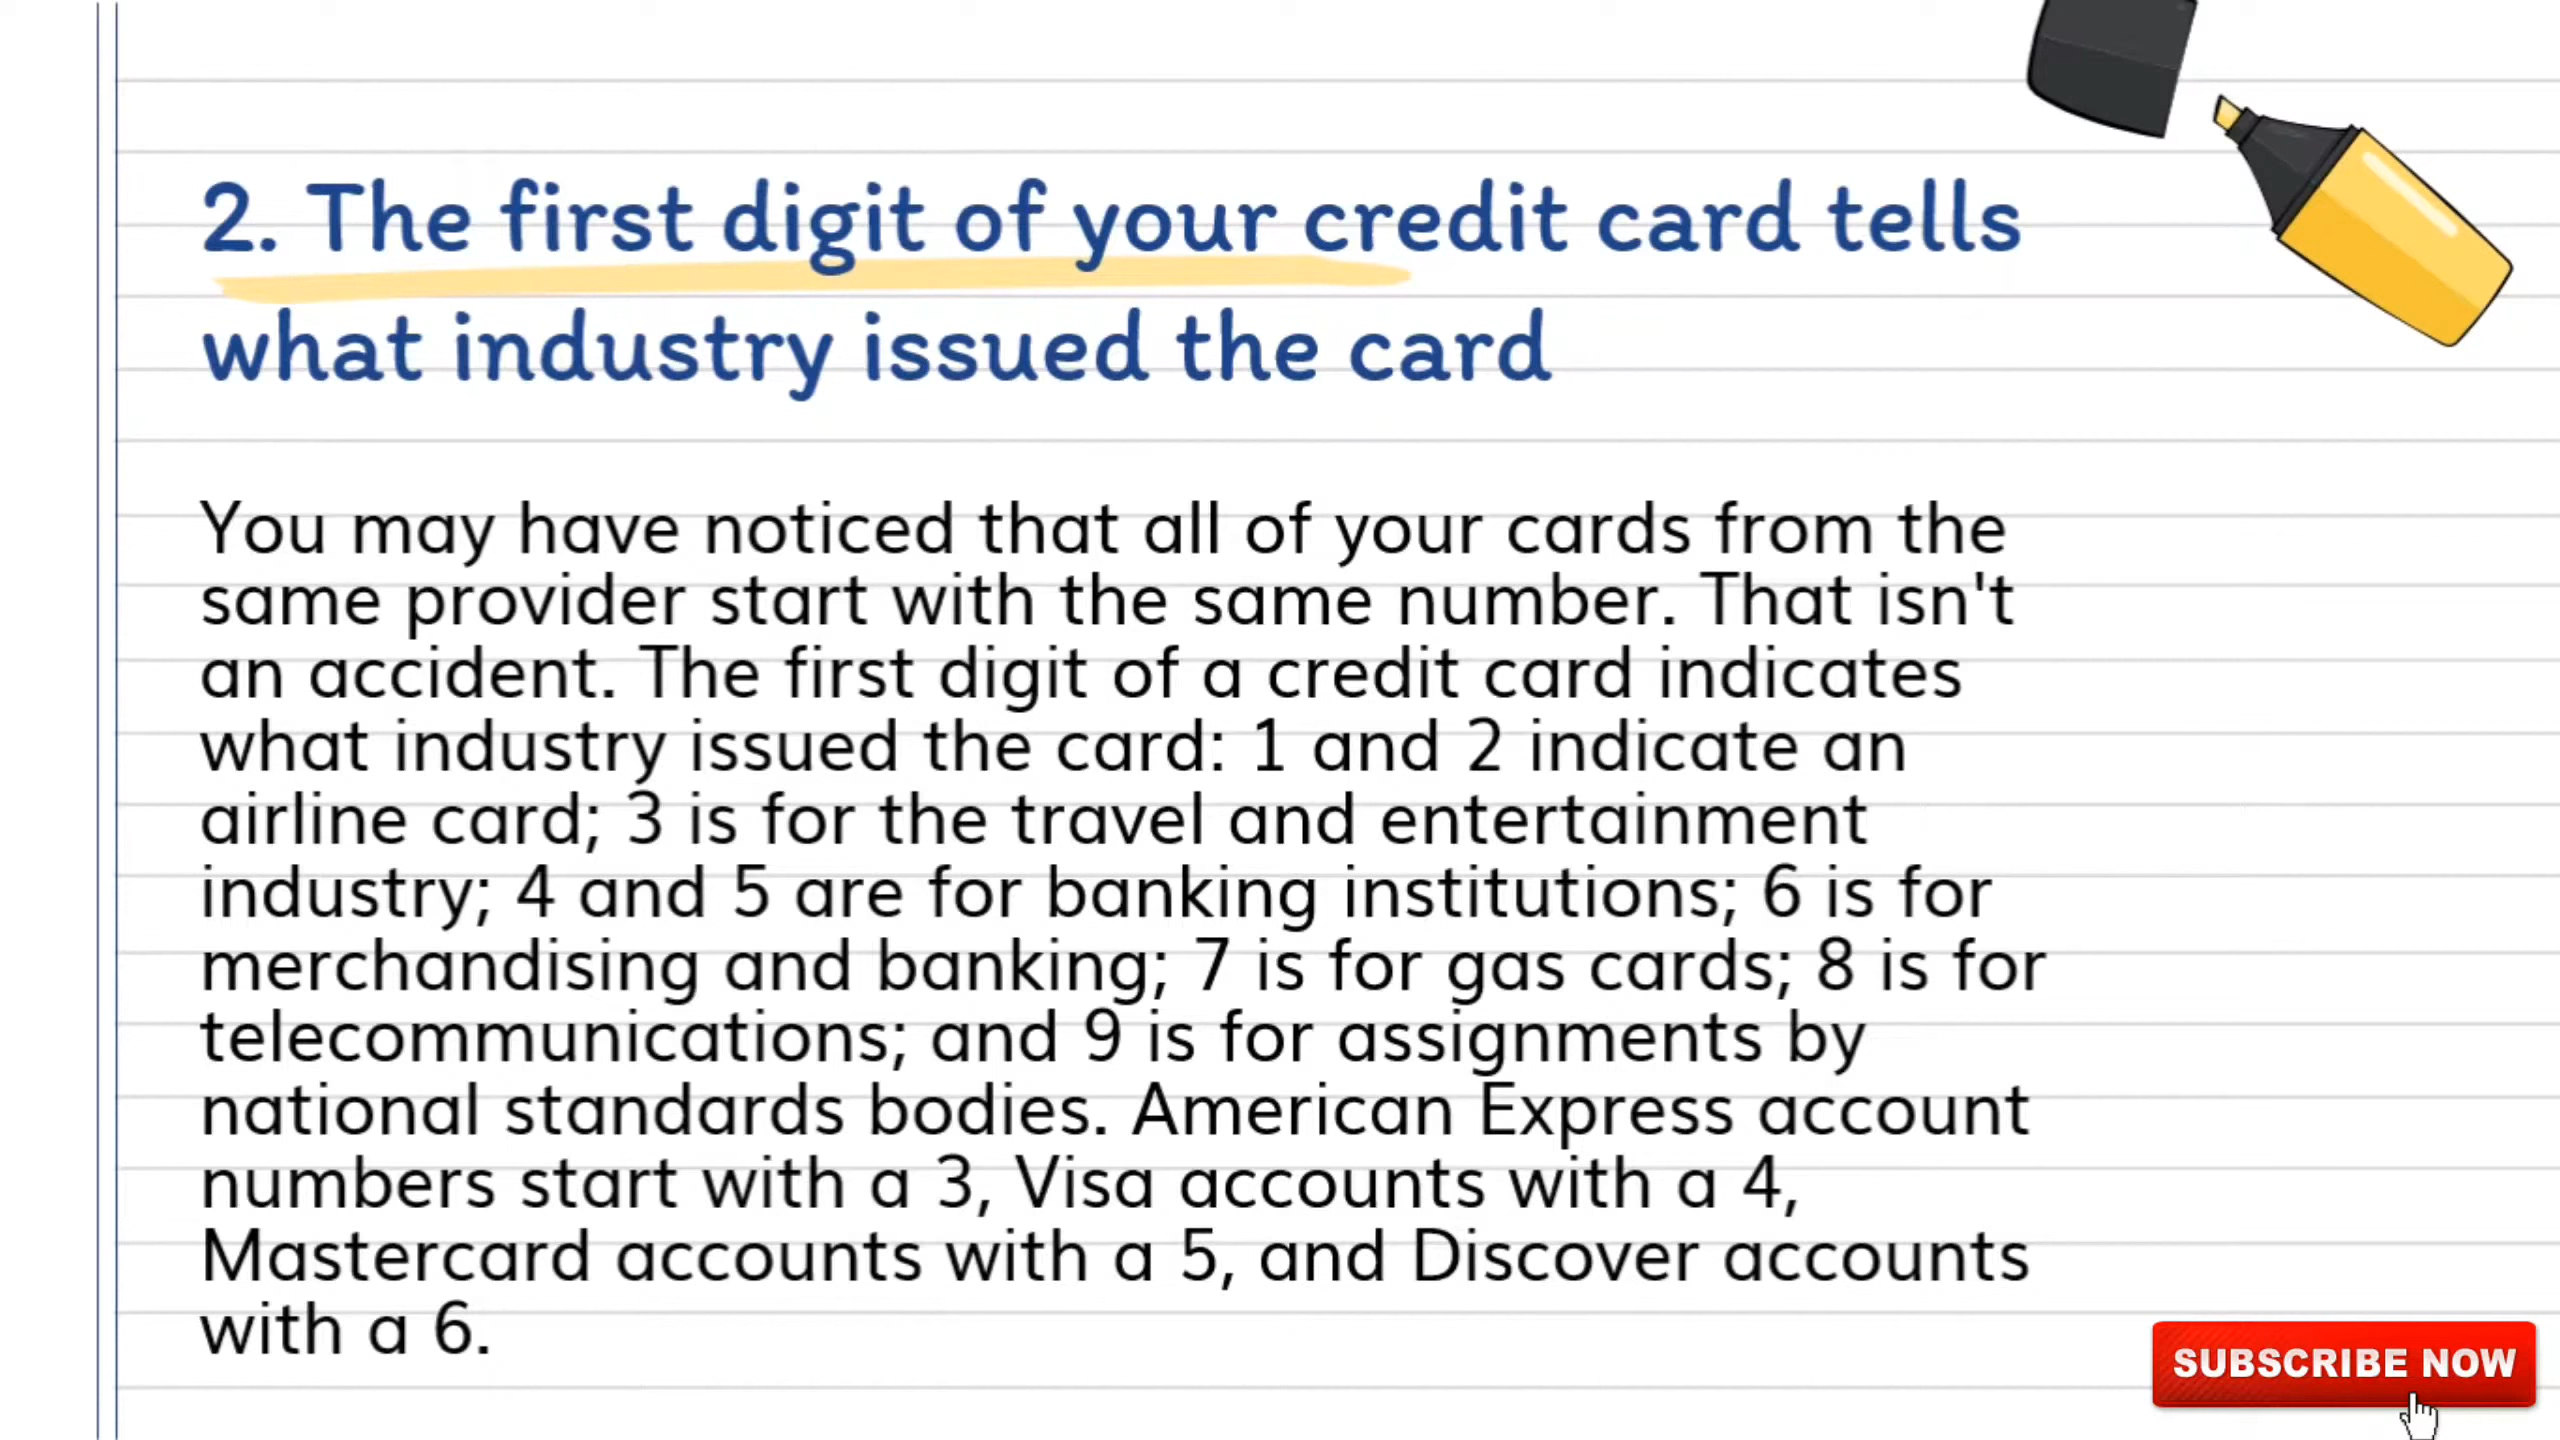 2. The first digit of your credit card tells
what industry issued the card
You may have noticed that all of your cards from the
same provider start with the same number. That isn't
an accident. The first digit of a credit card indicates
what industry issued the card: 1 and 2 indicate an
airline card; 3 is for the travel and entertainment
industry; 4 and 5 are for banking institutions; 6 is for
merchandising and banking; 7 is for gas cards; 8 is for
telecommunications; and 9 is for assignments by
national standards bodies. American Express account
numbers start with a 3, Visa accounts with a 4,
Mastercard accounts with a 5, and Discover accounts
with a 6.
SUBSCRIBE NOW